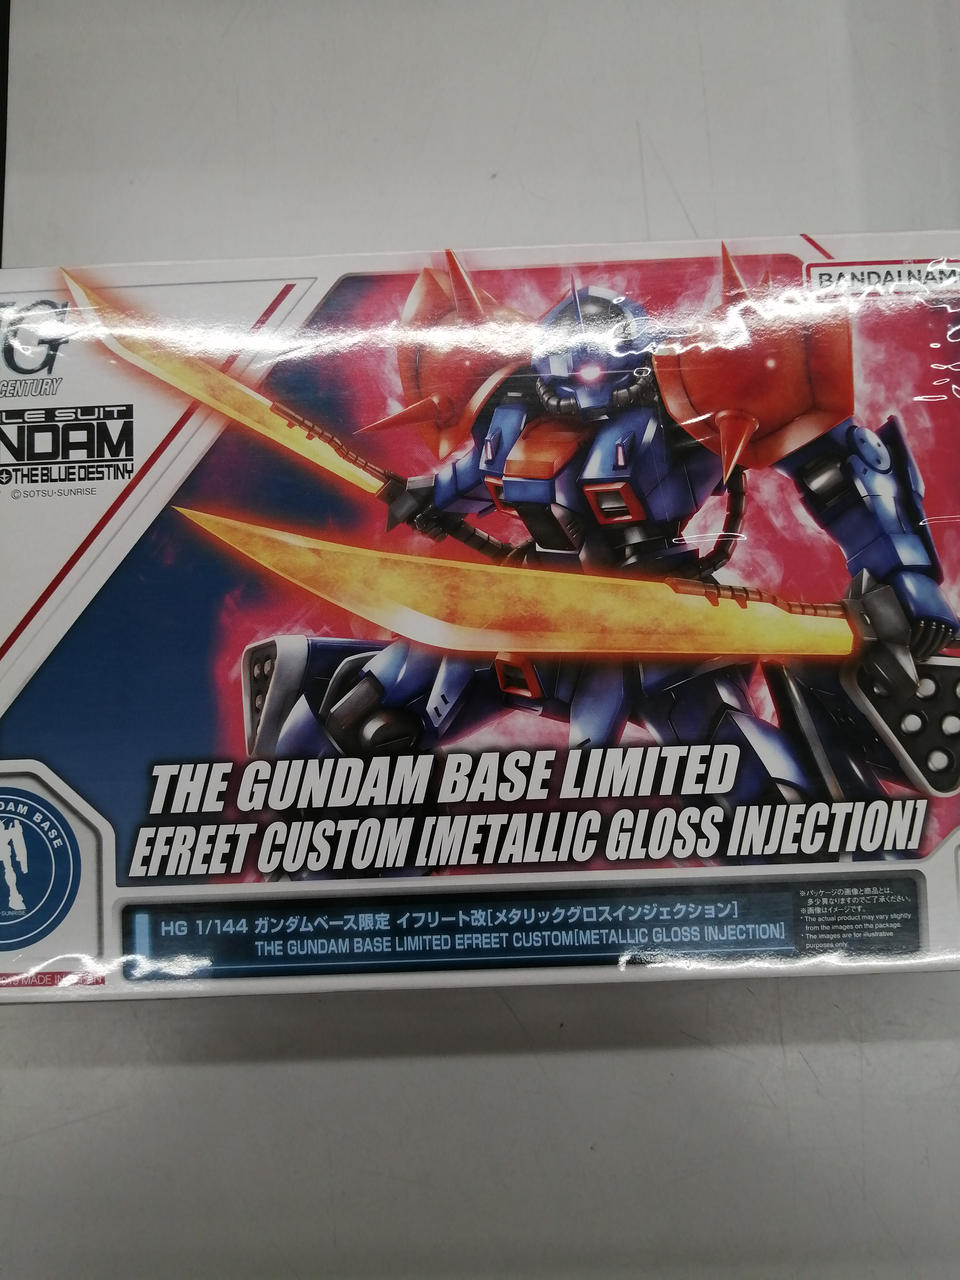 G
CENTURY
LE SUIT
NDAM
THE BLUE DESTINY
©SOTSU・SUNRISE
BANDAI NAM
THE GUNDAM BASE LIMITED
EFREET CUSTOM [METALLIC GLOSS INJECTION]
DAM BASE
SUNRISE
HG 1/144 ガンダムベース限定 イフリート改[メタリックグロスインジェクション]
THE GUNDAM BASE LIMITED EFREET CUSTOM[METALLIC GLOSS INJECTION]
※パッケージの画像と商品とは、
多少異なりますのでご了承ください。
※画像はイメージです。
* The actual product may vary slightly
from the images on the package.
* The images are for illustrative
purposes only.
MADE IN